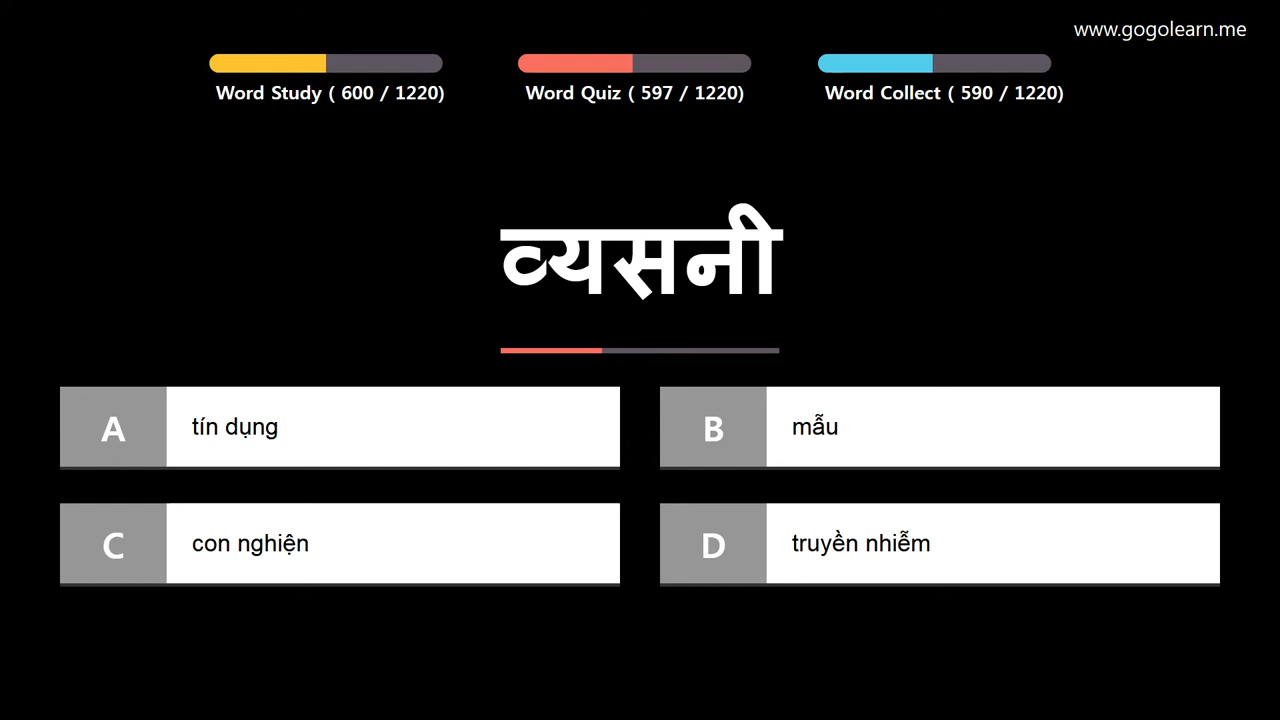 www.gogolearn.me
Word Study ( 600 / 1220)
Word Quiz ( 597 / 1220)
Word Collect ( 590 / 1220)
व्यसनी
A tín dụng
B mẫu
C con nghiện
D truyền nhiễm